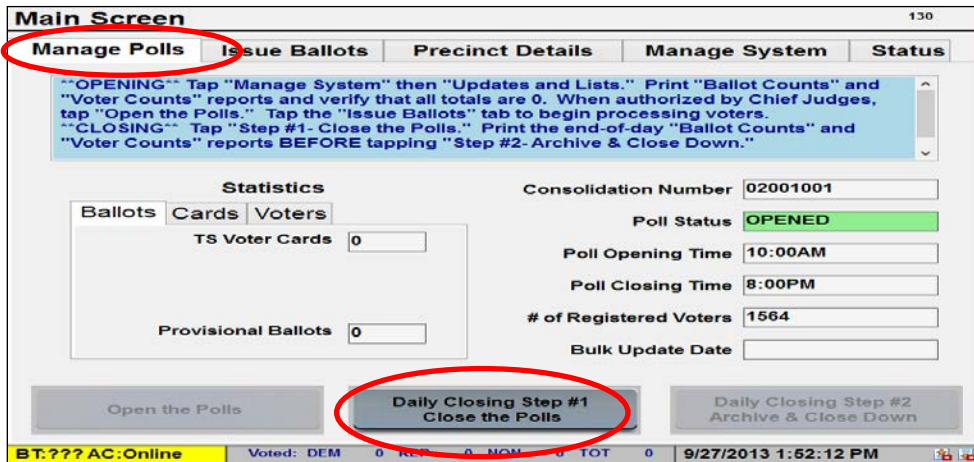 Main Screen
130
Manage Polls Issue Ballots Precinct Details Manage System Status
**OPENING** Tap "Manage System" then "Updates and Lists." Print "Ballot Counts" and
"Voter Counts" reports and verify that all totals are 0. When authorized by Chief Judges,
tap "Open the Polls." Tap the "Issue Ballots" tab to begin processing voters.
**CLOSING** Tap "Step #1- Close the Polls." Print the end-of-day "Ballot Counts" and
"Voter Counts" reports BEFORE tapping "Step #2- Archive & Close Down."
Statistics
Ballots Cards Voters
TS Voter Cards 0
Provisional Ballots 0
Consolidation Number 02001001
Poll Status OPENED
Poll Opening Time 10:00AM
Poll Closing Time 8:00PM
# of Registered Voters 1564
Bulk Update Date
Open the Polls
Daily Closing Step #1
Close the Polls
Daily Closing Step #2
Archive & Close Down
BT:??? AC:Online Voted: DEM 0 REP 0 NON 0 TOT 0 9/27/2013 1:52:12 PM